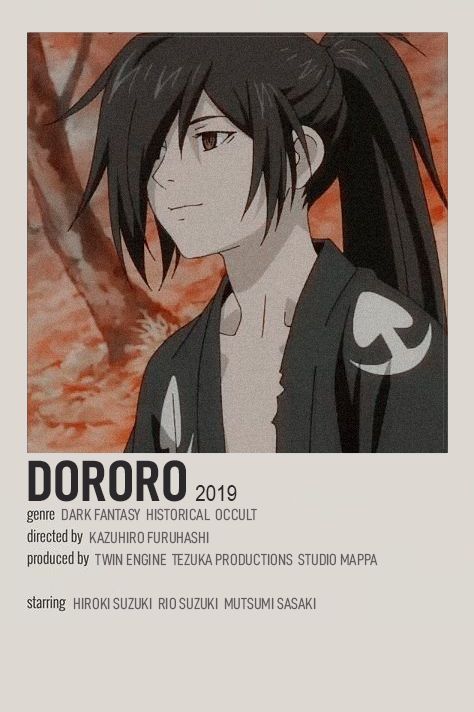 DORORO 2019
genre DARK FANTASY HISTORICAL OCCULT
directed by KAZUHIRO FURUHASHI
produced by TWIN ENGINE TEZUKA PRODUCTIONS STUDIO MAPPA
starring HIROKI SUZUKI RIO SUZUKI MUTSUMI SASAKI